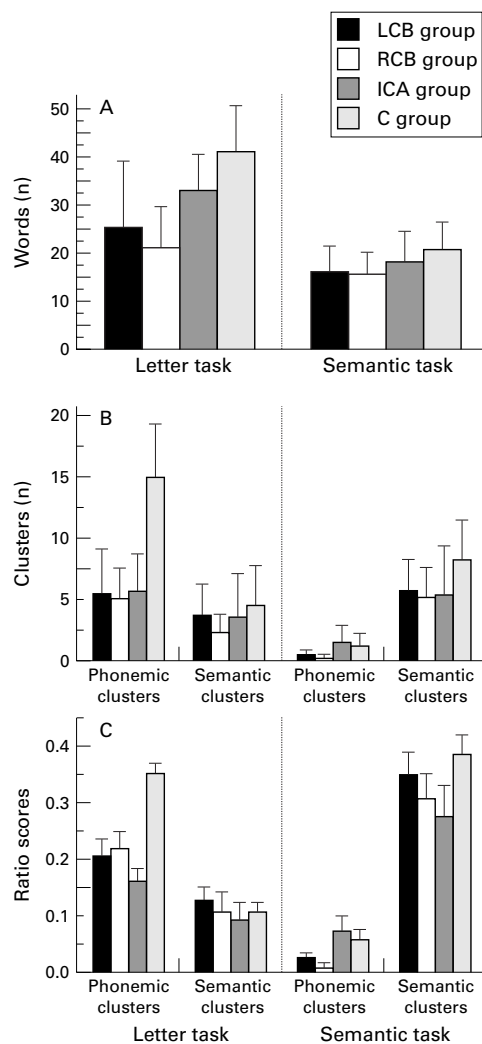 LCB group
RCB group
ICA group
C group
A
50
40
30
20
10
0
Words (n)
Letter task
Semantic task
B
20
15
10
5
0
Clusters (n)
Phonemic clusters
Semantic clusters
Phonemic clusters
Semantic clusters
C
0.4
0.3
0.2
0.1
0.0
Ratio scores
Phonemic clusters
Semantic clusters
Phonemic clusters
Semantic clusters
Letter task
Semantic task